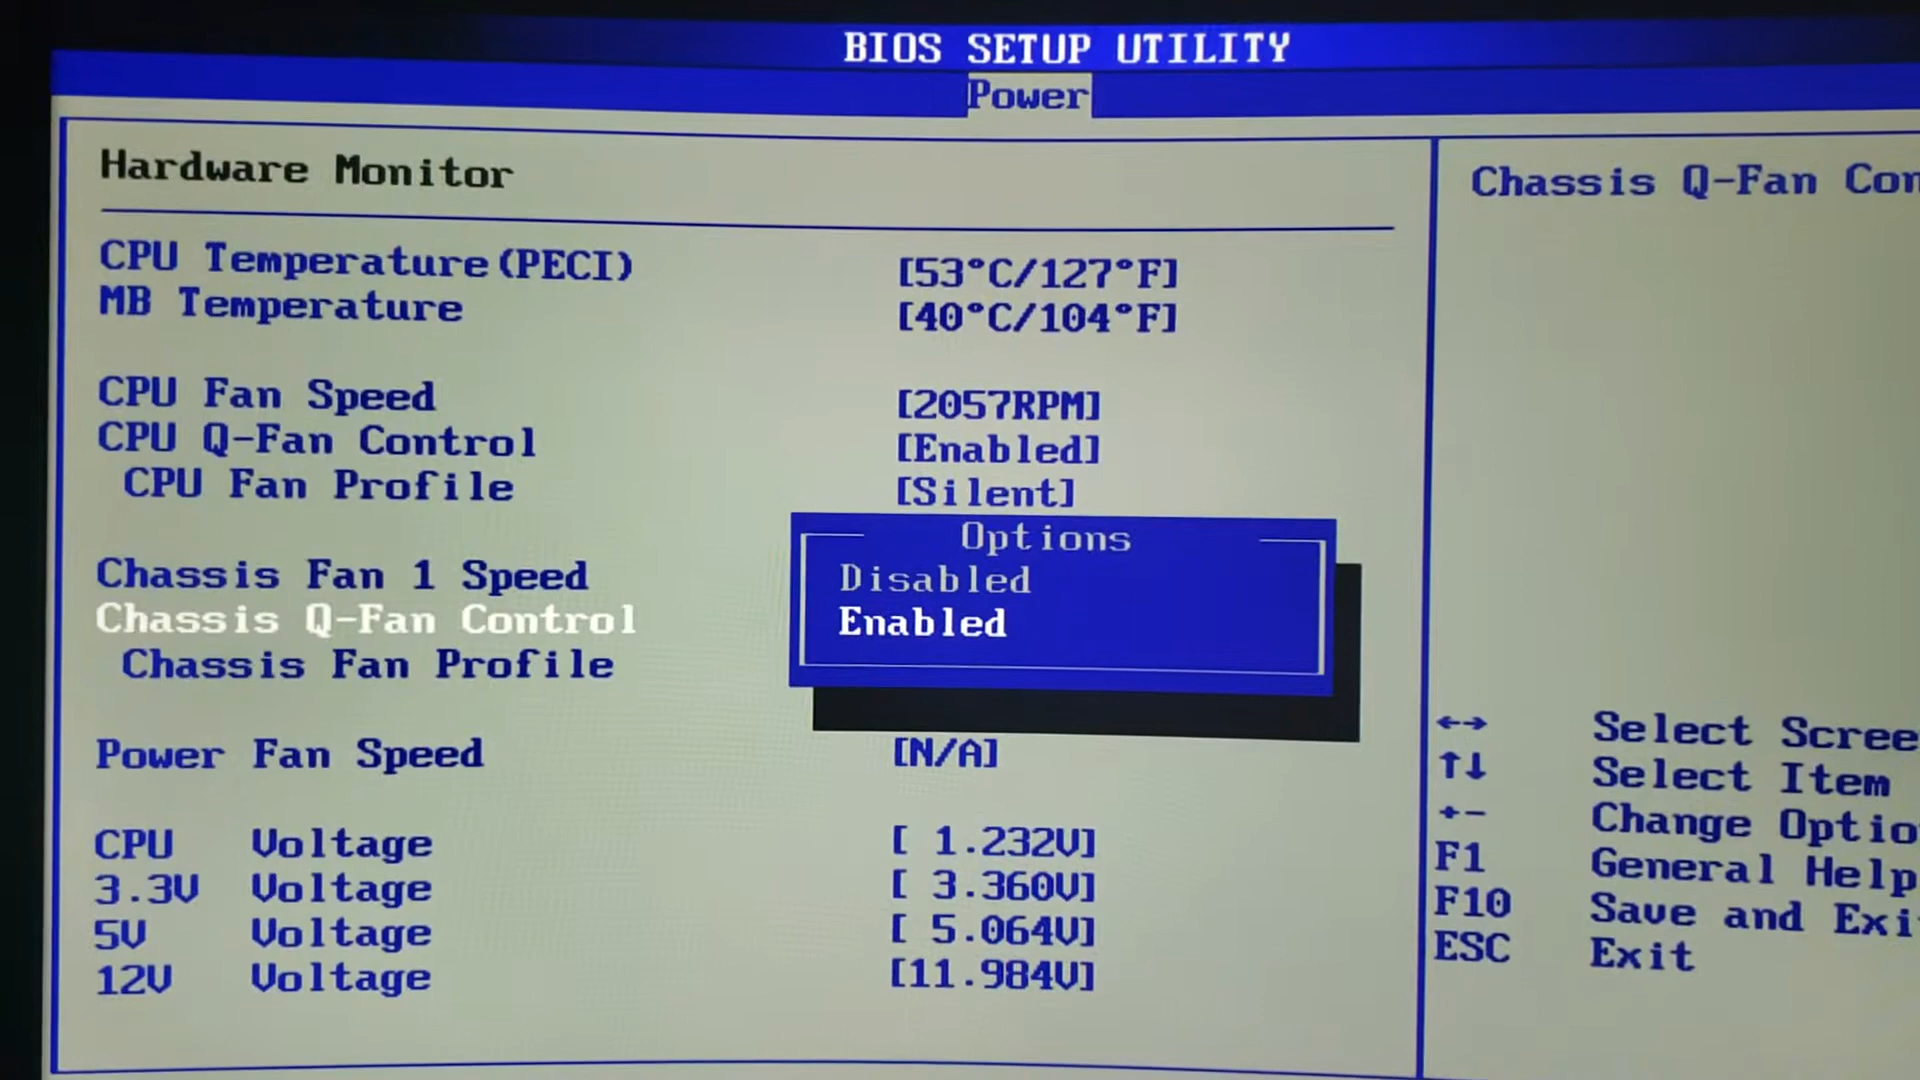 BIOS SETUP UTILITY
Power
Hardware Monitor
CPU Temperature(PECI) [53°C/127°F]
MB Temperature [40°C/104°F]
CPU Fan Speed [2057RPM]
CPU Q-Fan Control [Enabled]
CPU Fan Profile [Silent]
Chassis Fan 1 Speed
Chassis Q-Fan Control
Chassis Fan Profile
Options
Disabled
Enabled
Power Fan Speed [N/A]
CPU Voltage [ 1.232V]
3.3V Voltage [ 3.360V]
5V Voltage [ 5.064V]
12V Voltage [11.984V]
Chassis Q-Fan Con
←→ Select Scree
↑↓ Select Item
+- Change Optio
F1 General Help
F10 Save and Exi
ESC Exit